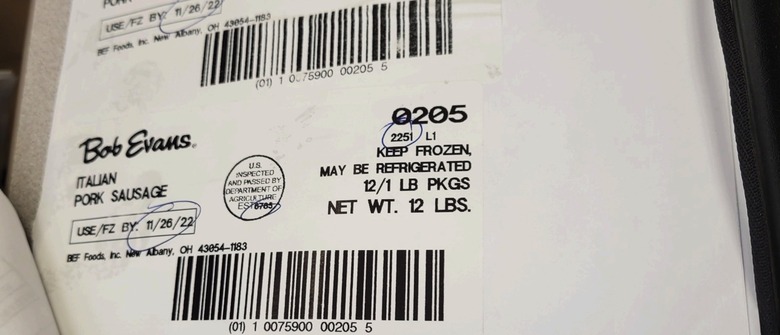 PORK
USE/FZ BY: 11/26/22
BEF Foods, Inc. New Albany, OH 43054-1183
(01) 1 0075900 00205 5
0205
2251 L1
KEEP FROZEN,
MAY BE REFRIGERATED
12/1 LB PKGS
NET WT. 12 LBS.
Bob Evans®
ITALIAN
PORK SAUSAGE
U.S.
INSPECTED
AND PASSED BY
DEPARTMENT OF
AGRICULTURE
EST 6785
USE/FZ BY: 11/26/22
BEF Foods, Inc. New Albany, OH 43054-1183
(01) 1 0075900 00205 5